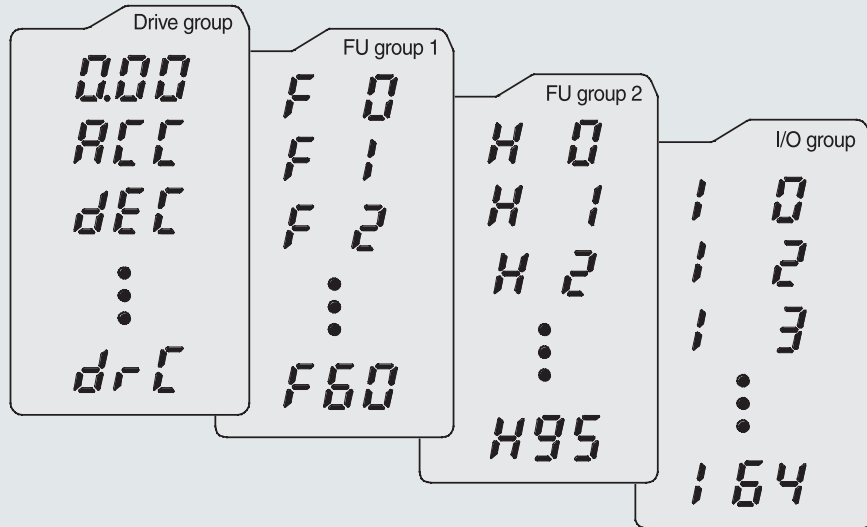 Drive group
0.00
ACC
dEC
drC
FU group 1
F 0
F 1
F 2
F60
FU group 2
H 0
H 1
H 2
H95
I/O group
I 0
I 2
I 3
I 64